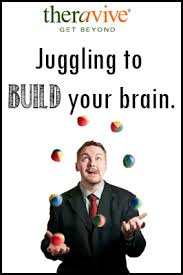 theravive®
GET BEYOND
Juggling to
BUILD your brain.